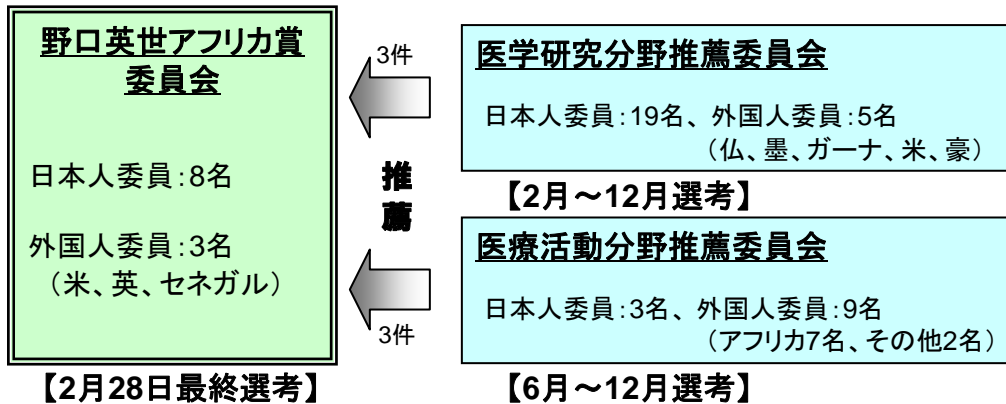 野口英世アフリカ賞
委員会
日本人委員:8名
外国人委員:3名
(米、英、セネガル)
【2月28日最終選考】
3件
推
薦
3件
医学研究分野推薦委員会
日本人委員:19名、外国人委員:5名
(仏、墨、ガーナ、米、豪)
【2月～12月選考】
医療活動分野推薦委員会
日本人委員:3名、外国人委員:9名
(アフリカ7名、その他2名)
【6月～12月選考】